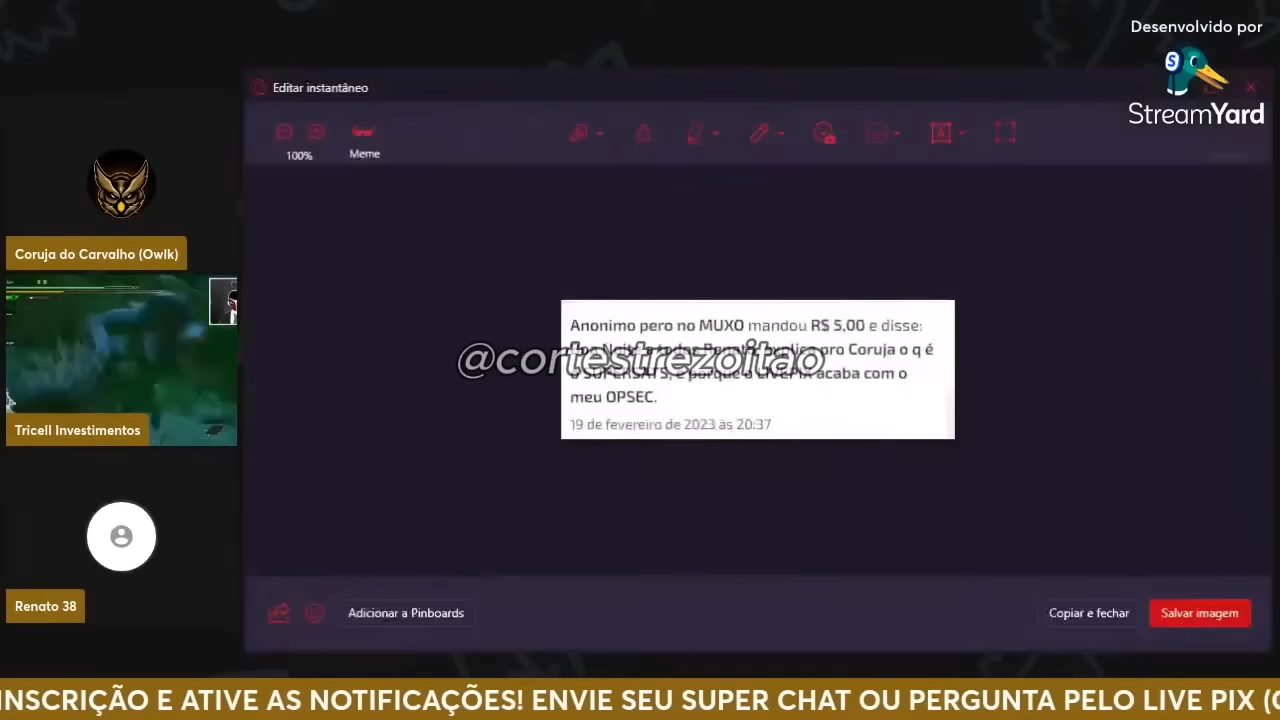 Desenvolvido por
StreamYard
Editar instantâneo
100%
Meme
Coruja do Carvalho (Owlk)
Anonimo pero no MUXO mandou R$ 5,00 e disse:
pro Coruja o q é
o SUPERSATS, e porque o LIVEPIX acaba com o
meu OPSEC.
19 de fevereiro de 2023 às 20:37
@cortestrezoitao
Tricell Investimentos
Renato 38
Adicionar a Pinboards
Copiar e fechar
Salvar imagem
INSCRIÇÃO E ATIVE AS NOTIFICAÇÕES! ENVIE SEU SUPER CHAT OU PERGUNTA PELO LIVE PIX